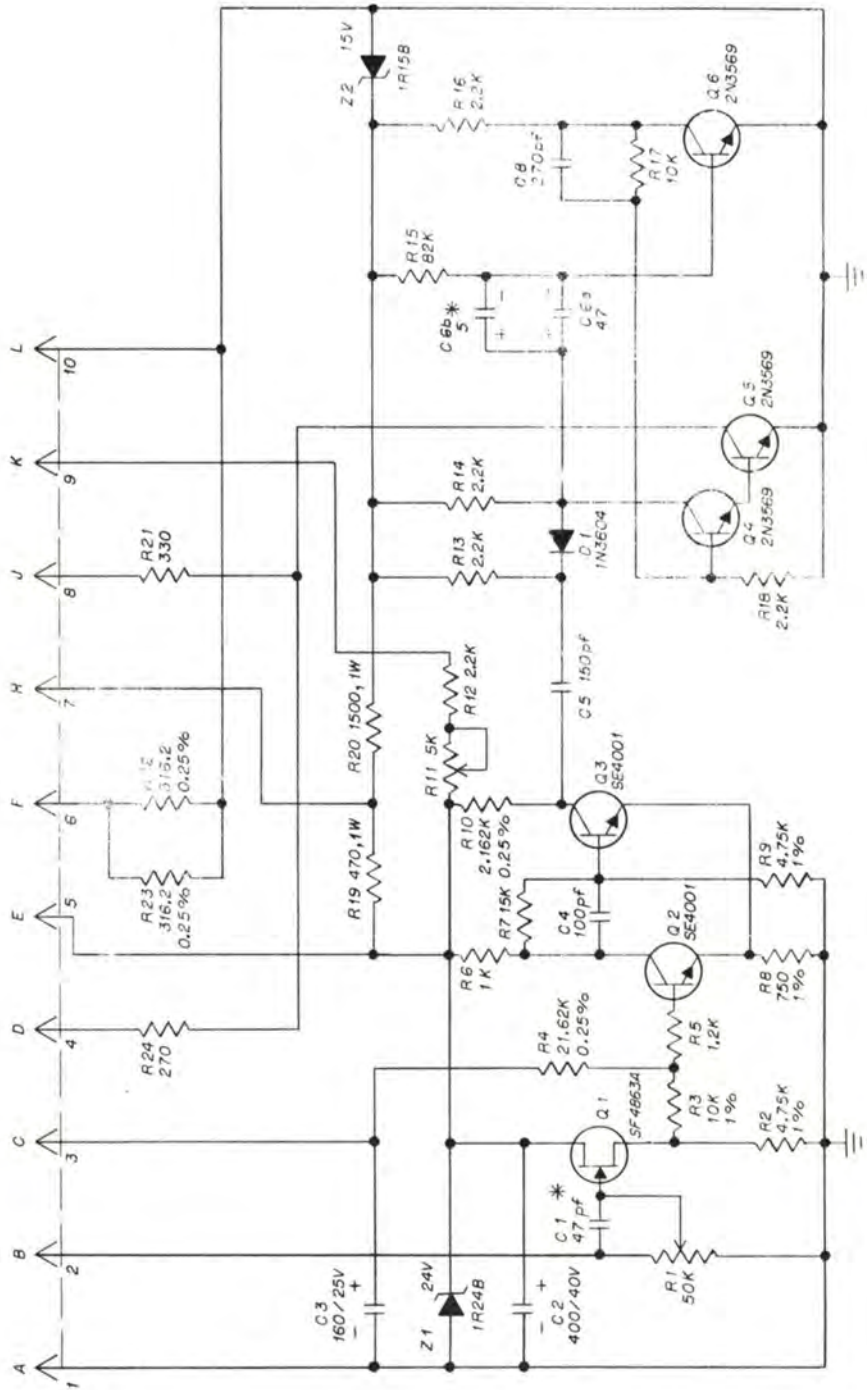 A
B
C
D
E
F
H
J
K
L
1
2
3
4
5
6
7
8
9
10
R24
270
R23
316.2
0.25%
316.2
0.25%
R21
330
C3
160/25V
- +
R19 470,1W
R20 1500,1W
Z2 15V
1R15B
Z1 24V
1R24B
C2
400/40V
- +
R4
21.62K
0.25%
R6
1K
R7 15K
R10
2.162K
0.25%
R11 5K
R12 2.2K
R13
2.2K
R14
2.2K
R15
82K
R16
2.2K
C6b*
5
+ -
C6a
47
+ -
C8
270pf
R17
10K
C1 *
47pf
Q1
SF48634
R1
50K
R3
10K
1%
R5
1.2K
R2
4.75K
1%
C4
100pf
Q2
SE4001
R8
750
1%
R9
4.75K
1%
Q3
SE4001
C5 150pf
D1
1N3604
Q4
2N3569
R18
2.2K
Q5
2N3569
Q6
2N3569